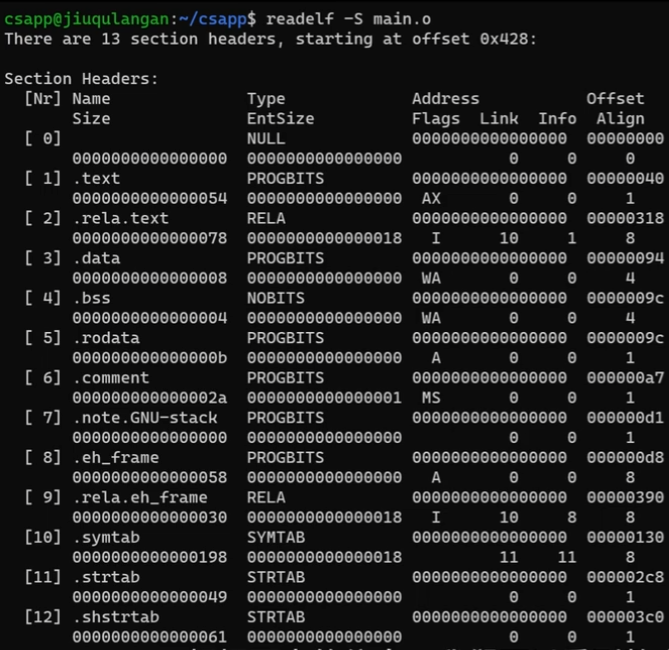 csapp@jiuqulangan:~/csapp$ readelf -S main.o
There are 13 section headers, starting at offset 0x428:
Section Headers:
[Nr] Name Type Address Offset
Size EntSize Flags Link Info Align
[ 0] NULL 0000000000000000 00000000
0000000000000000 0000000000000000 0 0 0
[ 1] .text PROGBITS 0000000000000000 00000040
0000000000000054 0000000000000000 AX 0 0 1
[ 2] .rela.text RELA 0000000000000000 00000318
0000000000000078 0000000000000018 I 10 1 8
[ 3] .data PROGBITS 0000000000000000 00000094
0000000000000008 0000000000000000 WA 0 0 4
[ 4] .bss NOBITS 0000000000000000 0000009c
0000000000000004 0000000000000000 WA 0 0 4
[ 5] .rodata PROGBITS 0000000000000000 0000009c
000000000000000b 0000000000000000 A 0 0 1
[ 6] .comment PROGBITS 0000000000000000 000000a7
000000000000002a 0000000000000001 MS 0 0 1
[ 7] .note.GNU-stack PROGBITS 0000000000000000 000000d1
0000000000000000 0000000000000000 0 0 1
[ 8] .eh_frame PROGBITS 0000000000000000 000000d8
0000000000000058 0000000000000000 A 0 0 8
[ 9] .rela.eh_frame RELA 0000000000000000 00000390
0000000000000030 0000000000000018 I 10 8 8
[10] .symtab SYMTAB 0000000000000000 00000130
0000000000000198 0000000000000018 11 11 8
[11] .strtab STRTAB 0000000000000000 000002c8
0000000000000049 0000000000000000 0 0 1
[12] .shstrtab STRTAB 0000000000000000 000003c0
0000000000000061 0000000000000000 0 0 1